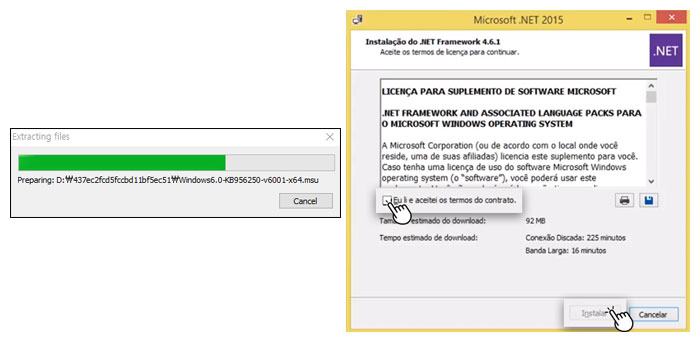 Extracting files
Preparing: D:₩437ec2fcd5fccbd11bf5ec51₩Windows6.0-KB956250-v6001-x64.msu
Cancel
Microsoft .NET 2015
Instalação do .NET Framework 4.6.1
Aceite os termos de licença para continuar.
.NET
LICENÇA PARA SUPLEMENTO DE SOFTWARE MICROSOFT
.NET FRAMEWORK AND ASSOCIATED LANGUAGE PACKS PARA
O MICROSOFT WINDOWS OPERATING SYSTEM
A Microsoft Corporation (ou de acordo com o local onde você
reside, uma de suas afiliadas) licencia este suplemento para você.
Caso tenha uma licença de uso do software Microsoft Windows
operating system (o “software”), você poderá usar este
Eu li e aceitei os termos do contrato.
estimado do download: 92 MB
Tempo estimado de download: Conexão Discada: 225 minutos
Banda Larga: 16 minutos
Instalar
Cancelar